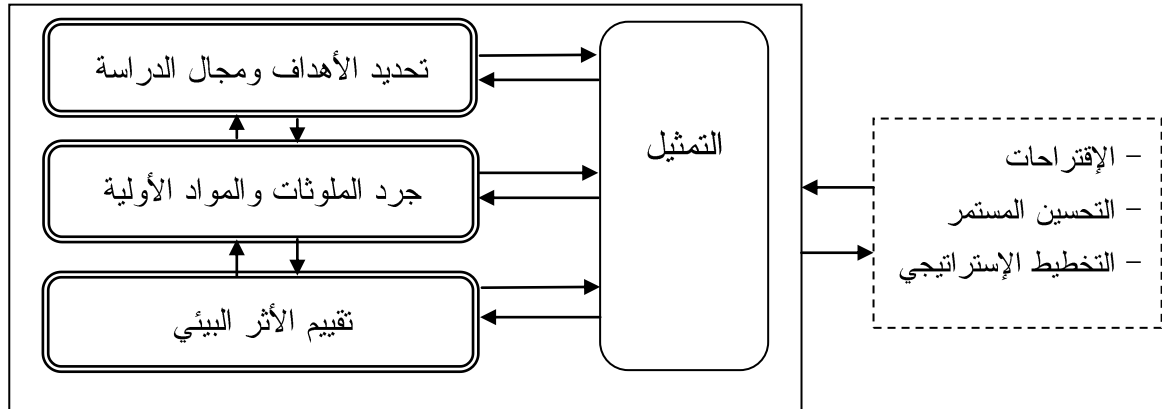 تحديد الأهداف ومجال الدراسة
جرد الملوثات والمواد الأولية
تقييم الأثر البيئي
التمثيل
- الإقتراحات
- التحسين المستمر
- التخطيط الإستراتيجي